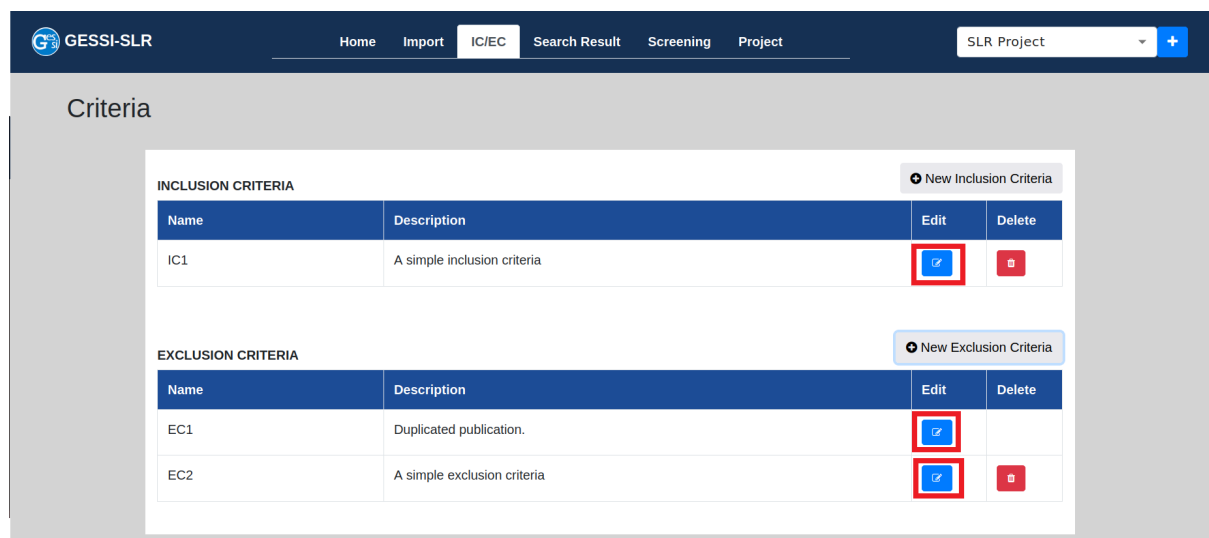 GESSI-SLR Home Import IC/EC Search Result Screening Project SLR Project
Criteria
New Inclusion Criteria
INCLUSION CRITERIA
Name Description Edit Delete
IC1 A simple inclusion criteria
New Exclusion Criteria
EXCLUSION CRITERIA
Name Description Edit Delete
EC1 Duplicated publication.
EC2 A simple exclusion criteria